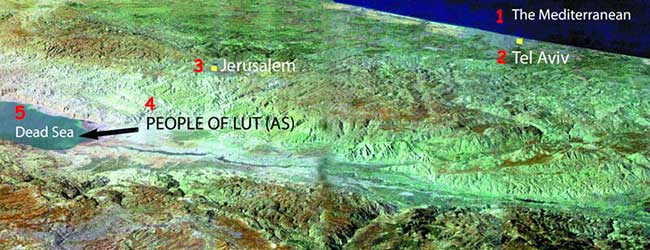 1 The Mediterranean
2 Tel Aviv
3 Jerusalem
4
PEOPLE OF LUT (AS)
5
Dead Sea